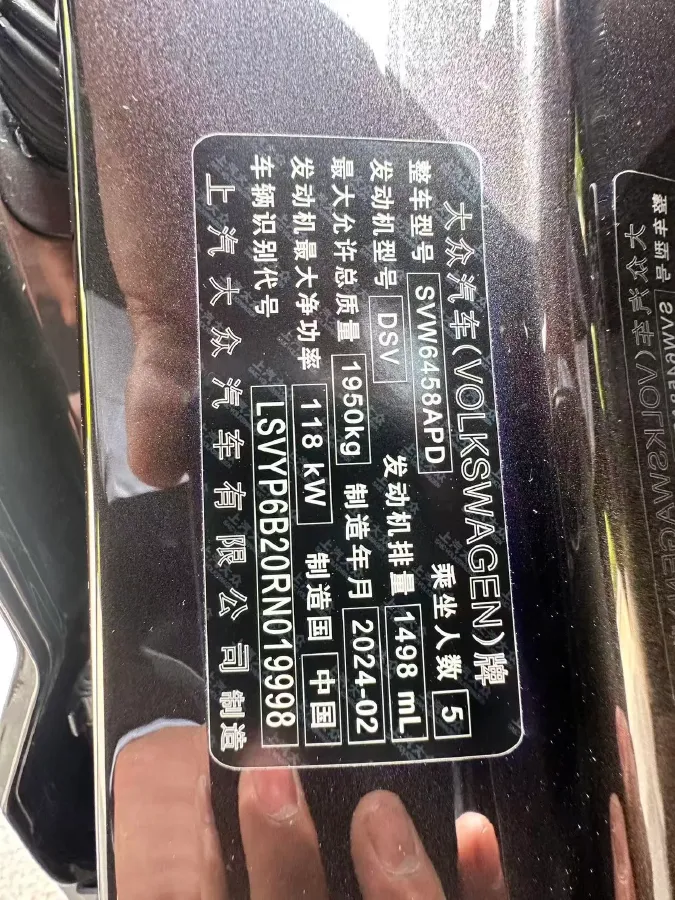 大众汽车(VOLKSWAGEN)牌
整车型号 SVW6458APD 乘坐人数 5
发动机型号 DSV 发动机排量 1498 mL
最大允许总质量 1950kg 制造年月 2024-02
发动机最大净功率 118 kW 制造国 中国
车辆识别代号 LSVYP6B20RN019998
上汽大众汽车有限公司制造